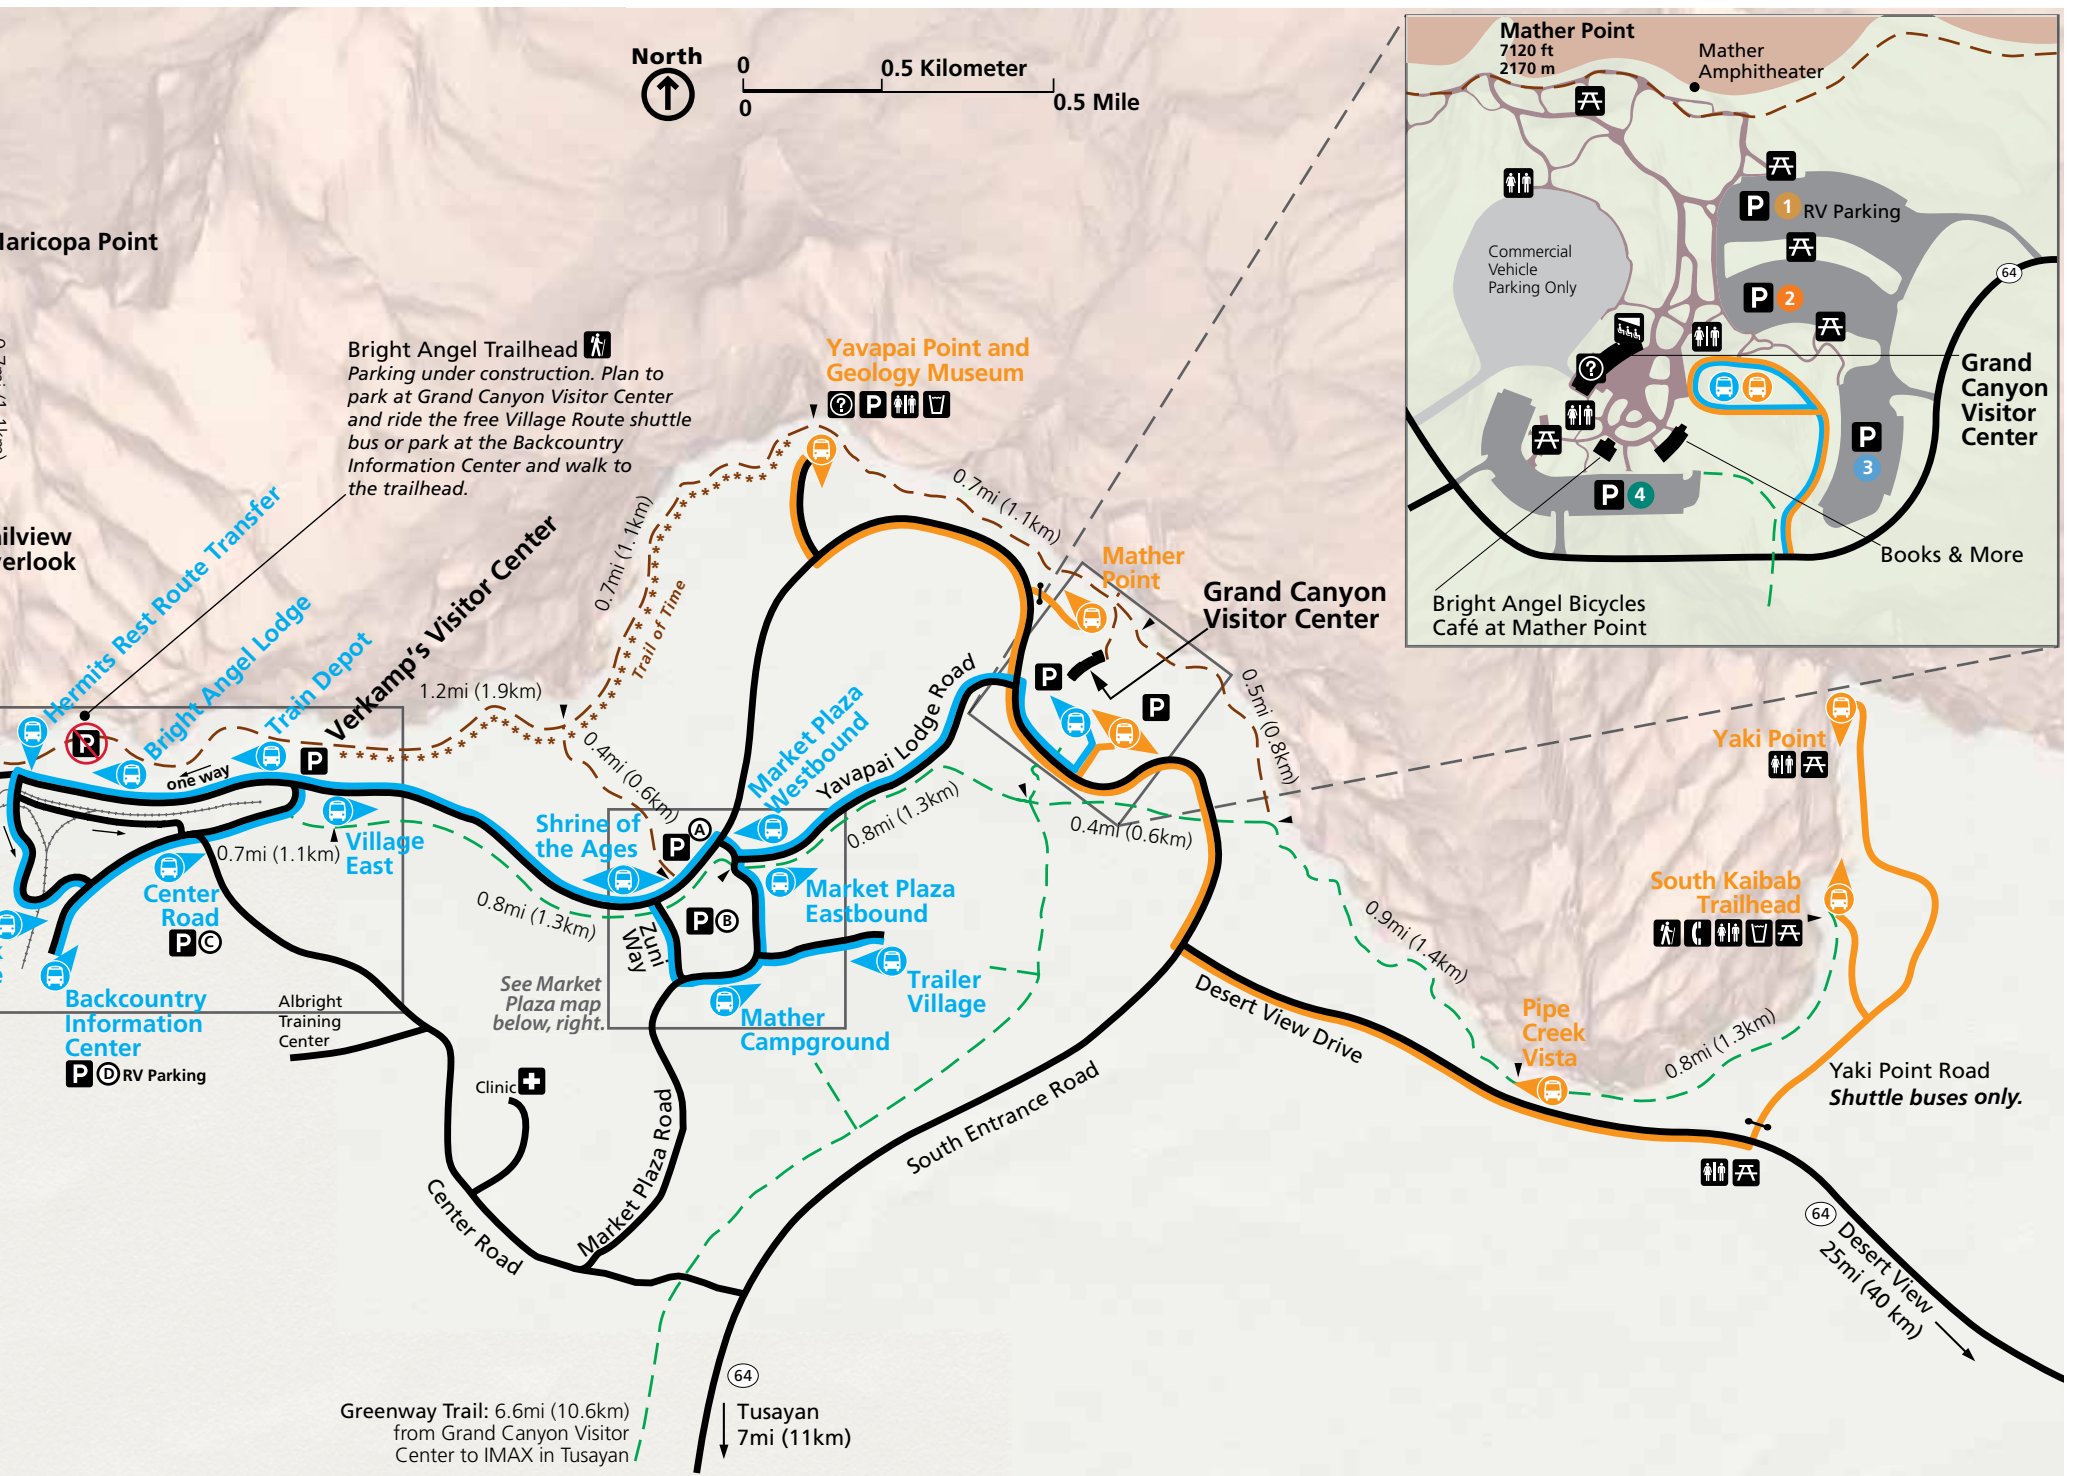 North
0
0.5 Kilometer
0
0.5 Mile
Maricopa Point
Bright Angel Trailhead
Parking under construction. Plan to
park at Grand Canyon Visitor Center
and ride the free Village Route shuttle
bus or park at the Backcountry
Information Center and walk to
the trailhead.
Yavapai Point and
Geology Museum
? P
0.7mi (1.1km)
0.7mi (1.1km)
Trail of Time
Mather
Point
Grand Canyon
Visitor Center
P
P
0.5mi (0.8km)
Hermits Rest Route Transfer
Bright Angel Lodge
Train Depot
Verkamp's Visitor Center
P
P
one way
1.2mi (1.9km)
0.4mi (0.6km)
Market Plaza
Westbound
Yavapai Lodge Road
0.8mi (1.3km)
0.4mi (0.6km)
Shrine of
the Ages
P A
Village
East
0.7mi (1.1km)
Center
Road
P C
0.8mi (1.3km)
Market Plaza
Eastbound
P B
Zuni
Way
Trailer
Village
Mather
Campground
See Market
Plaza map
below, right.
Backcountry
Information
Center
P D RV Parking
Albright
Training
Center
Clinic
Center Road
Market Plaza Road
South Entrance Road
Desert View Drive
0.9mi (1.4km)
Pipe
Creek
Vista
0.8mi (1.3km)
Yaki Point
South Kaibab
Trailhead
Yaki Point Road
Shuttle buses only.
64
Desert View
25mi (40 km)
64
Tusayan
7mi (11km)
Greenway Trail: 6.6mi (10.6km)
from Grand Canyon Visitor
Center to IMAX in Tusayan
Mather Point
7120 ft
2170 m
Mather
Amphitheater
P 1 RV Parking
Commercial
Vehicle
Parking Only
P 2
64
?
Grand
Canyon
Visitor
Center
P
3
P 4
Books & More
Bright Angel Bicycles
Café at Mather Point